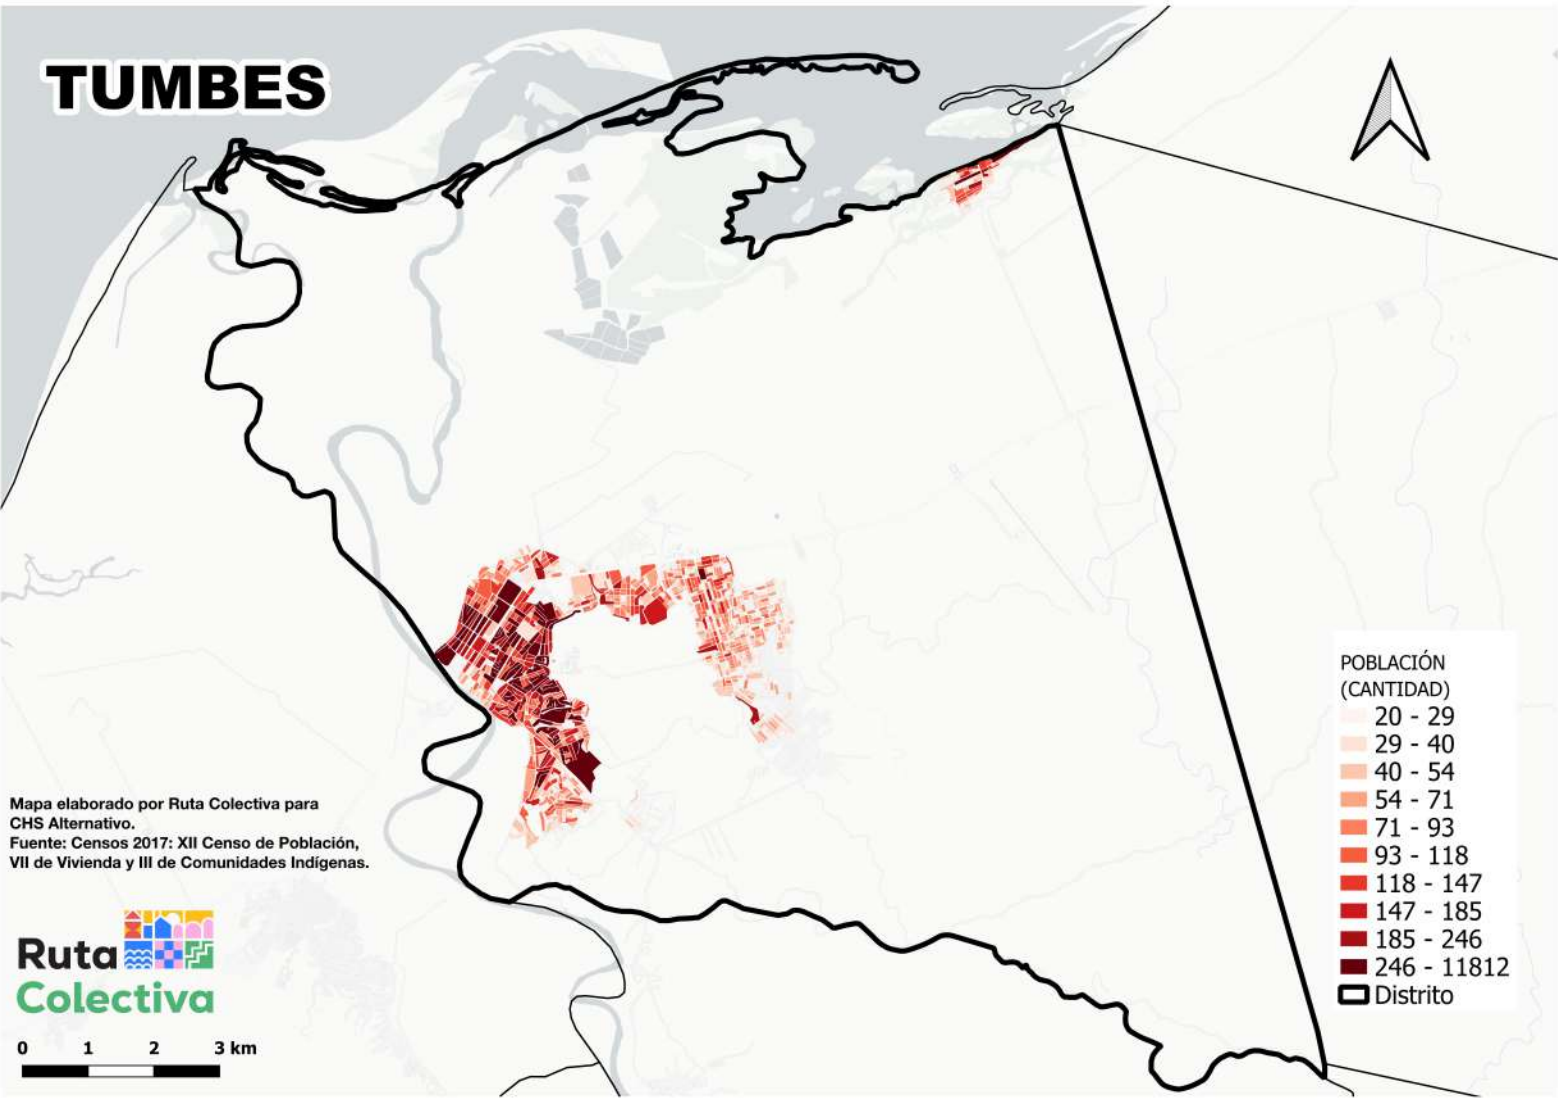 TUMBES
POBLACIÓN
(CANTIDAD)
20 - 29
29 - 40
40 - 54
54 - 71
71 - 93
93 - 118
118 - 147
147 - 185
185 - 246
246 - 11812
Distrito
Mapa elaborado por Ruta Colectiva para
CHS Alternativo.
Fuente: Censos 2017: XII Censo de Población,
VII de Vivienda y III de Comunidades Indígenas.
Ruta
Colectiva
0 1 2 3 km